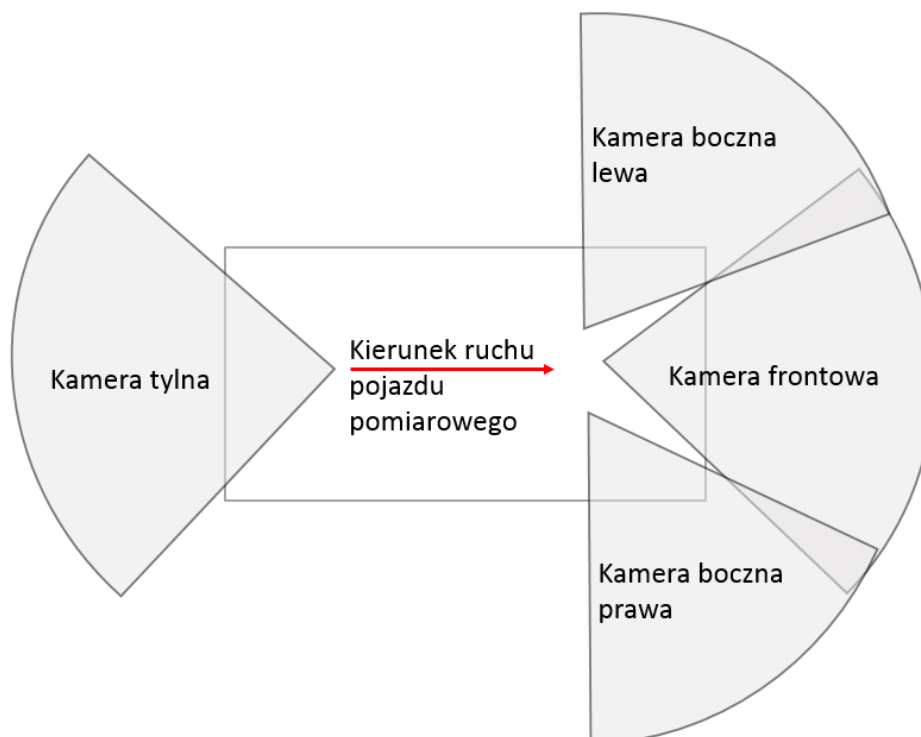 Kamera boczna
lewa
Kierunek ruchu
pojazdu
pomiarowego
Kamera tylna
Kamera frontowa
Kamera boczna
prawa